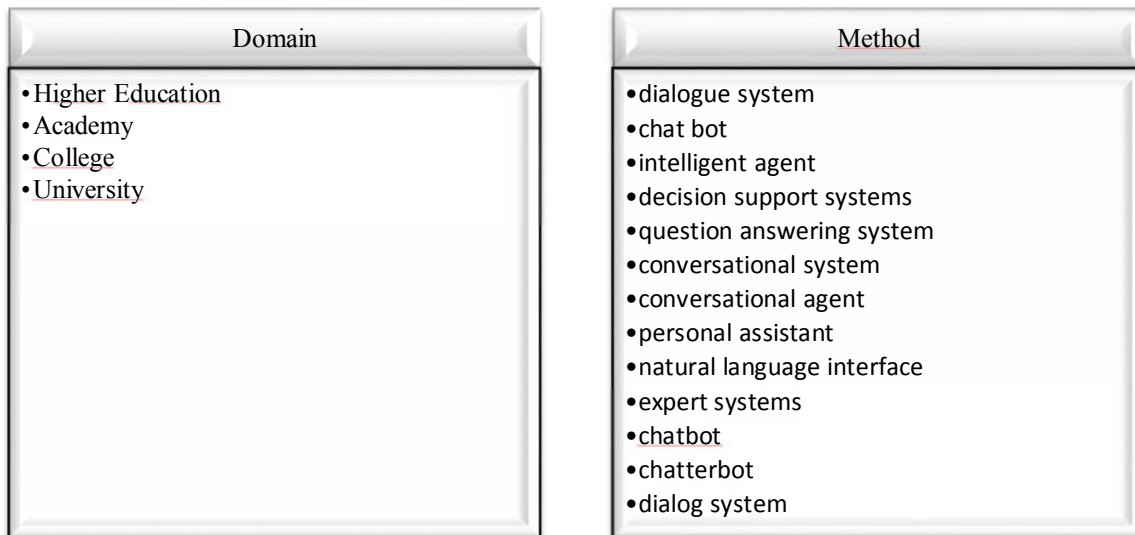 Domain
•Higher Education
•Academy
•College
•University
Method
•dialogue system
•chat bot
•intelligent agent
•decision support systems
•question answering system
•conversational system
•conversational agent
•personal assistant
•natural language interface
•expert systems
•chatbot
•chatterbot
•dialog system